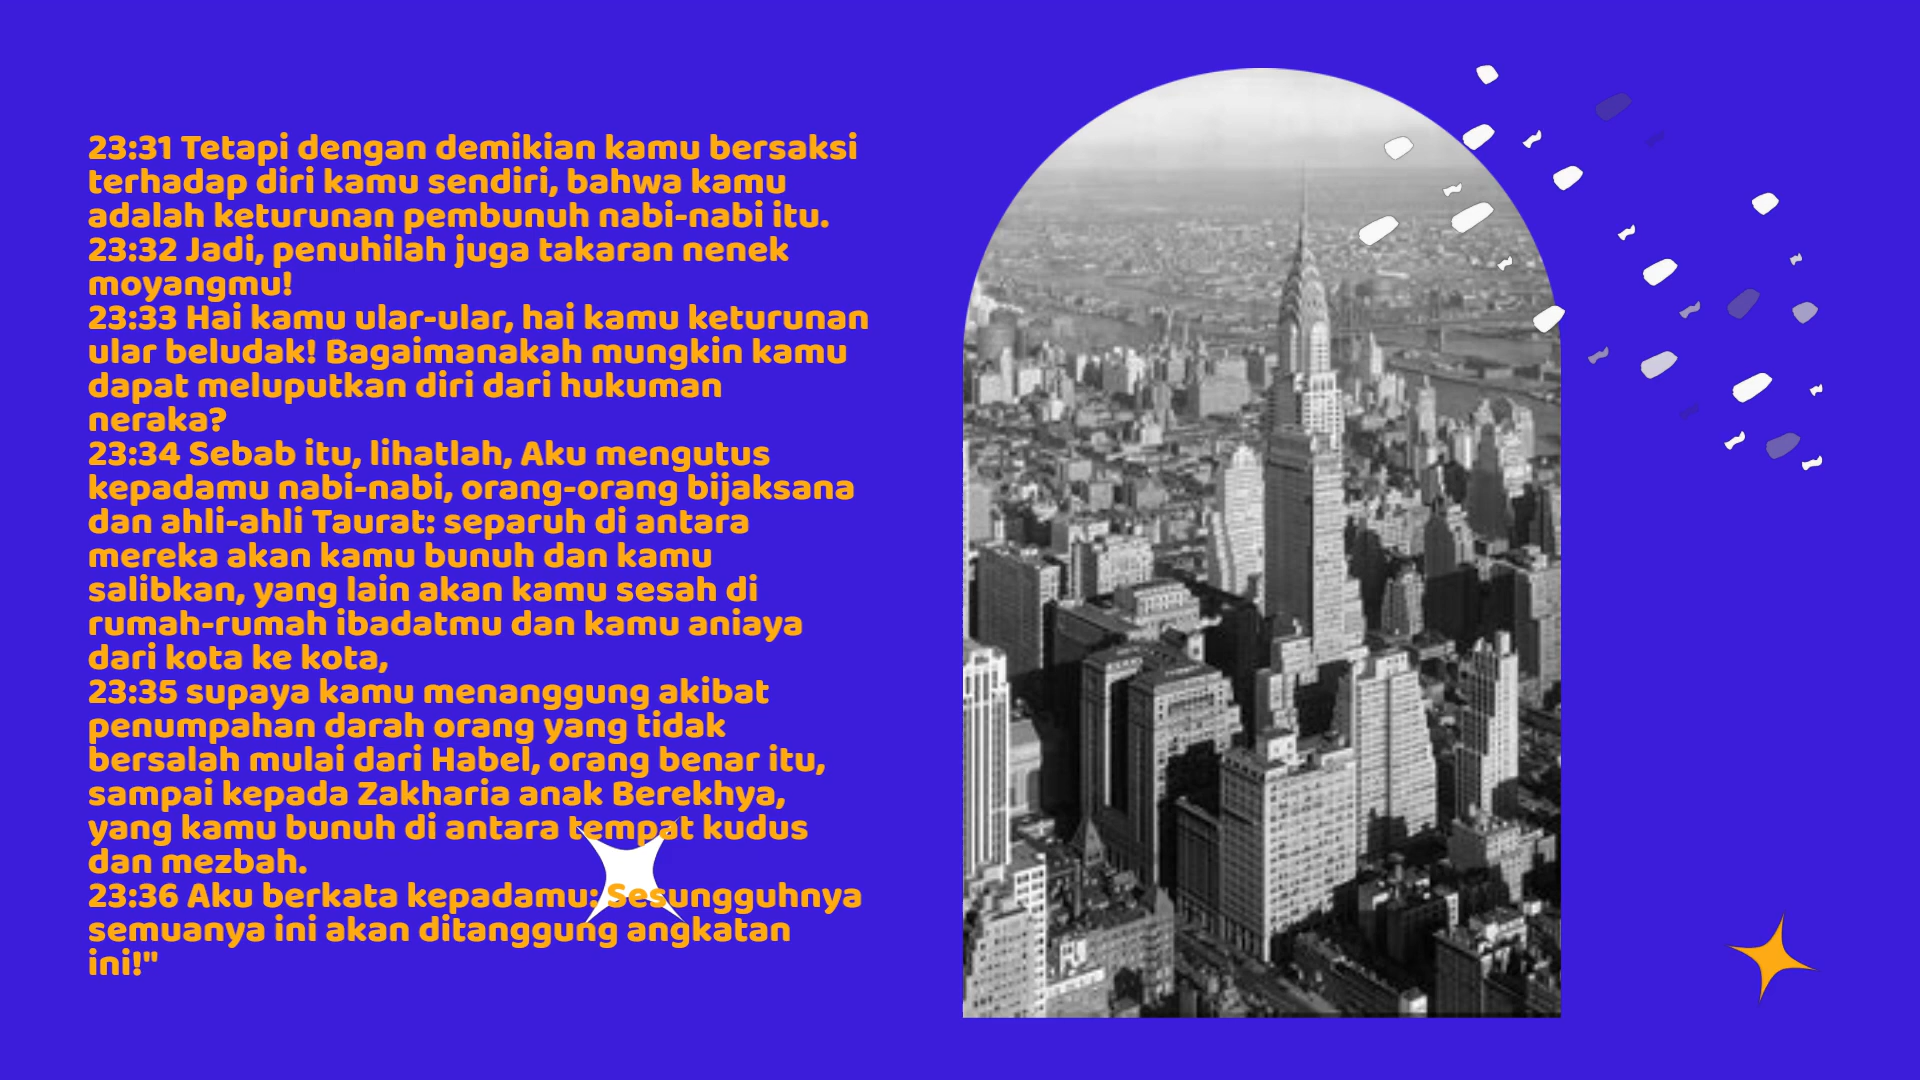 23:31 Tetapi dengan demikian kamu bersaksi
terhadap diri kamu sendiri, bahwa kamu
adalah keturunan pembunuh nabi-nabi itu.
23:32 Jadi, penuhilah juga takaran nenek
moyangmu!
23:33 Hai kamu ular-ular, hai kamu keturunan
ular beludak! Bagaimanakah mungkin kamu
dapat meluputkan diri dari hukuman
neraka?
23:34 Sebab itu, lihatlah, Aku mengutus
kepadamu nabi-nabi, orang-orang bijaksana
dan ahli-ahli Taurat: separuh di antara
mereka akan kamu bunuh dan kamu
salibkan, yang lain akan kamu sesah di
rumah-rumah ibadatmu dan kamu aniaya
dari kota ke kota,
23:35 supaya kamu menanggung akibat
penumpahan darah orang yang tidak
bersalah mulai dari Habel, orang benar itu,
sampai kepada Zakharia anak Berekhya,
yang kamu bunuh di antara tempat kudus
dan mezbah.
23:36 Aku berkata kepadamu: Sesungguhnya
semuanya ini akan ditanggung angkatan
ini!"